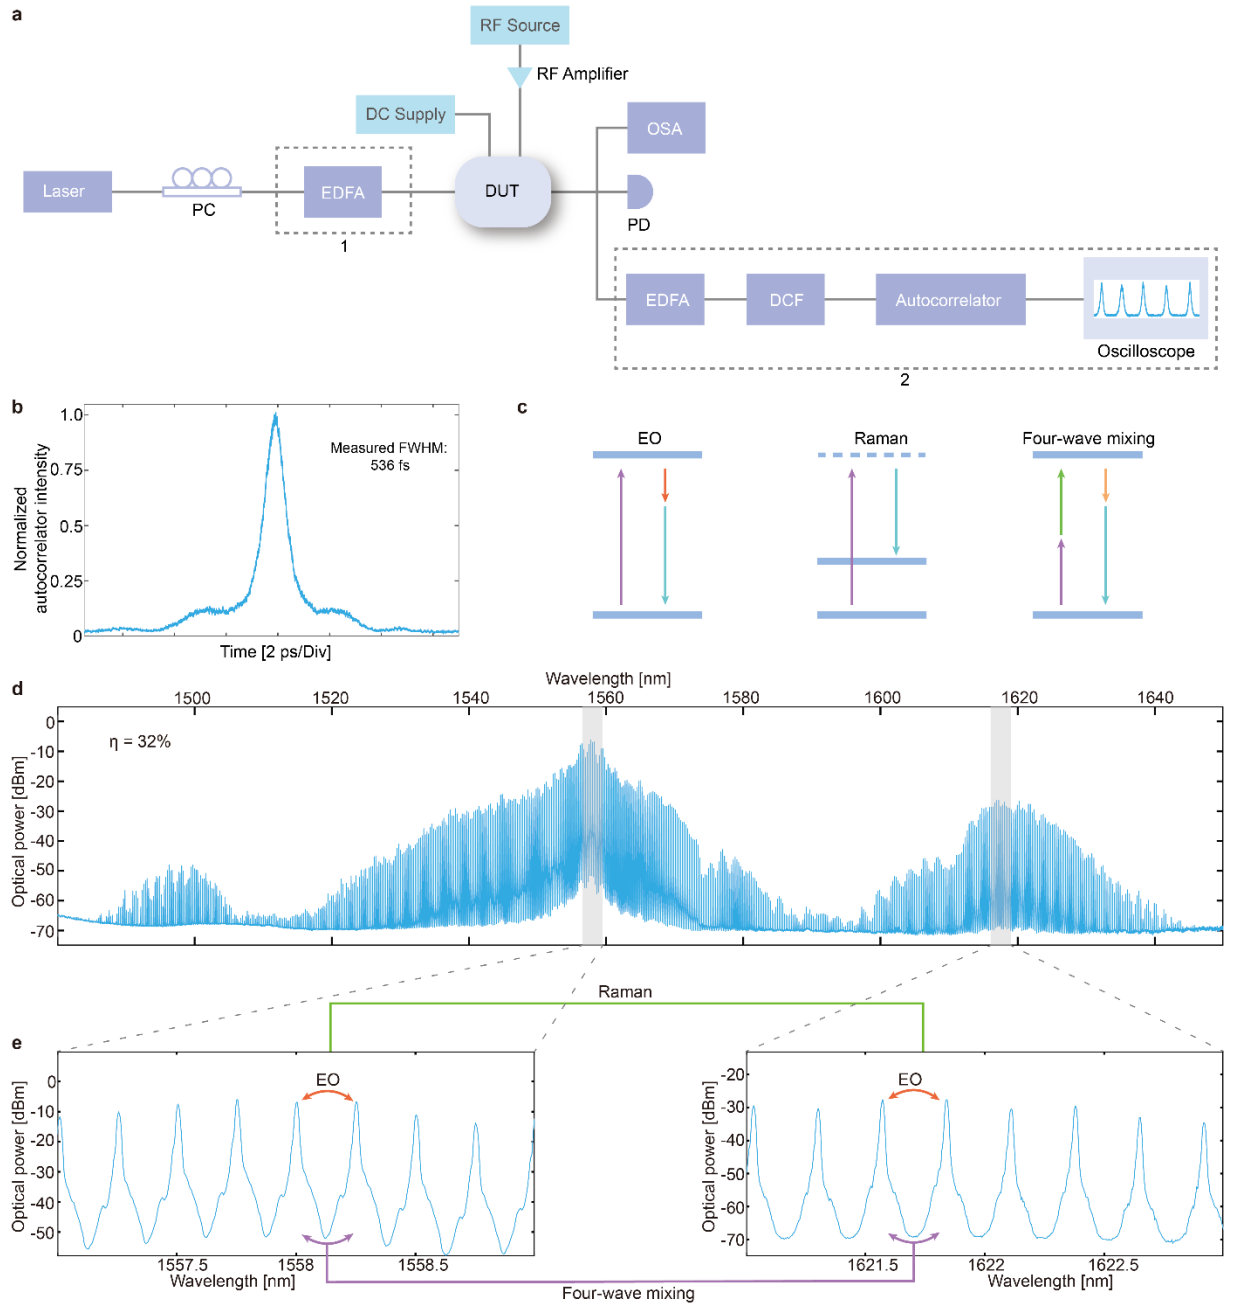 a
RF Source
RF Amplifier
DC Supply
OSA
Laser
EDFA
DUT
PC
PD
1
EDFA
DCF
Autocorrelator
Oscilloscope
2
b
1.0
0.75
0.5
0.25
0
Normalized
autocorrelator intensity
Measured FWHM:
536 fs
Time [2 ps/Div]
c
EO
Raman
Four-wave mixing
d
Wavelength [nm]
1500 1520 1540 1560 1580 1600 1620 1640
0
-10
-20
-30
-40
-50
-60
-70
Optical power [dBm]
η = 32%
Raman
e
0
-10
-20
-30
-40
-50
Optical power [dBm]
EO
1557.5 1558 1558.5
Wavelength [nm]
-20
-30
-40
-50
-60
-70
Optical power [dBm]
EO
1621.5 1622 1622.5
Wavelength [nm]
Four-wave mixing